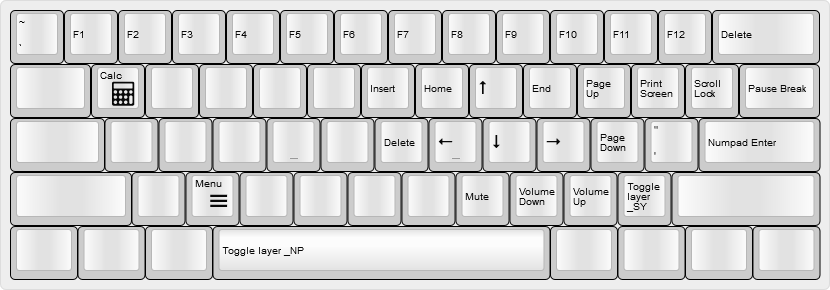 ~
` F1 F2 F3 F4 F5 F6 F7 F8 F9 F10 F11 F12 Delete
Calc Insert Home ↑ End Page Up Print Screen Scroll Lock Pause Break
_ Delete ← _ ↓ → Page Down " ' Numpad Enter
Menu Mute Volume Down Volume Up Toggle layer _SY
Toggle layer _NP